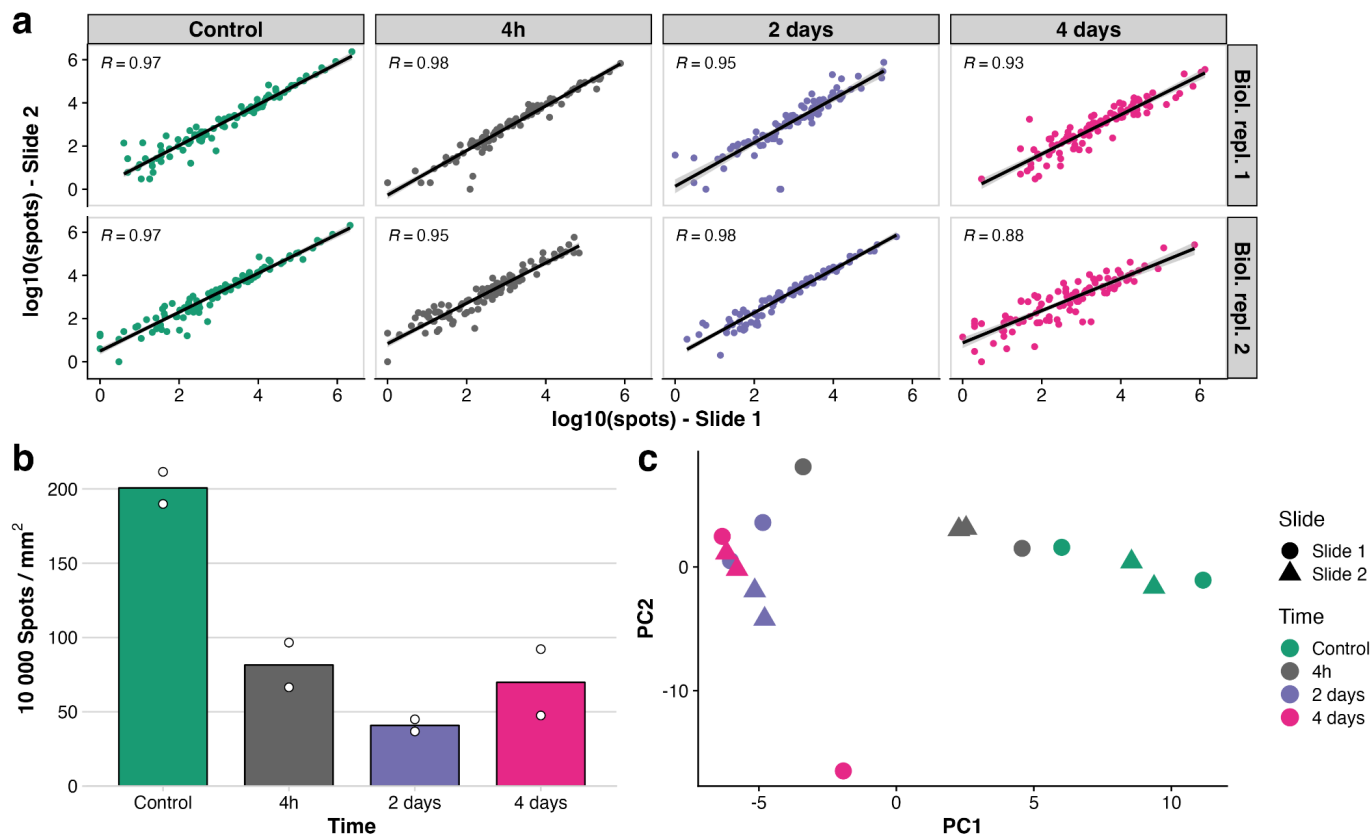 a
Control
4h
2 days
4 days
log10(spots) - Slide 2
6
4
2
0
R = 0.97
R = 0.98
R = 0.95
R = 0.93
Biol. repl. 1
6
4
2
0
R = 0.97
R = 0.95
R = 0.98
R = 0.88
Biol. repl. 2
0 2 4 6 0 2 4 6 0 2 4 6 0 2 4 6
log10(spots) - Slide 1
b
10 000 Spots / mm²
200
150
100
50
0
Control 4h 2 days 4 days
Time
c
PC2
0
-10
-5 0 5 10
PC1
Slide
Slide 1
Slide 2
Time
Control
4h
2 days
4 days